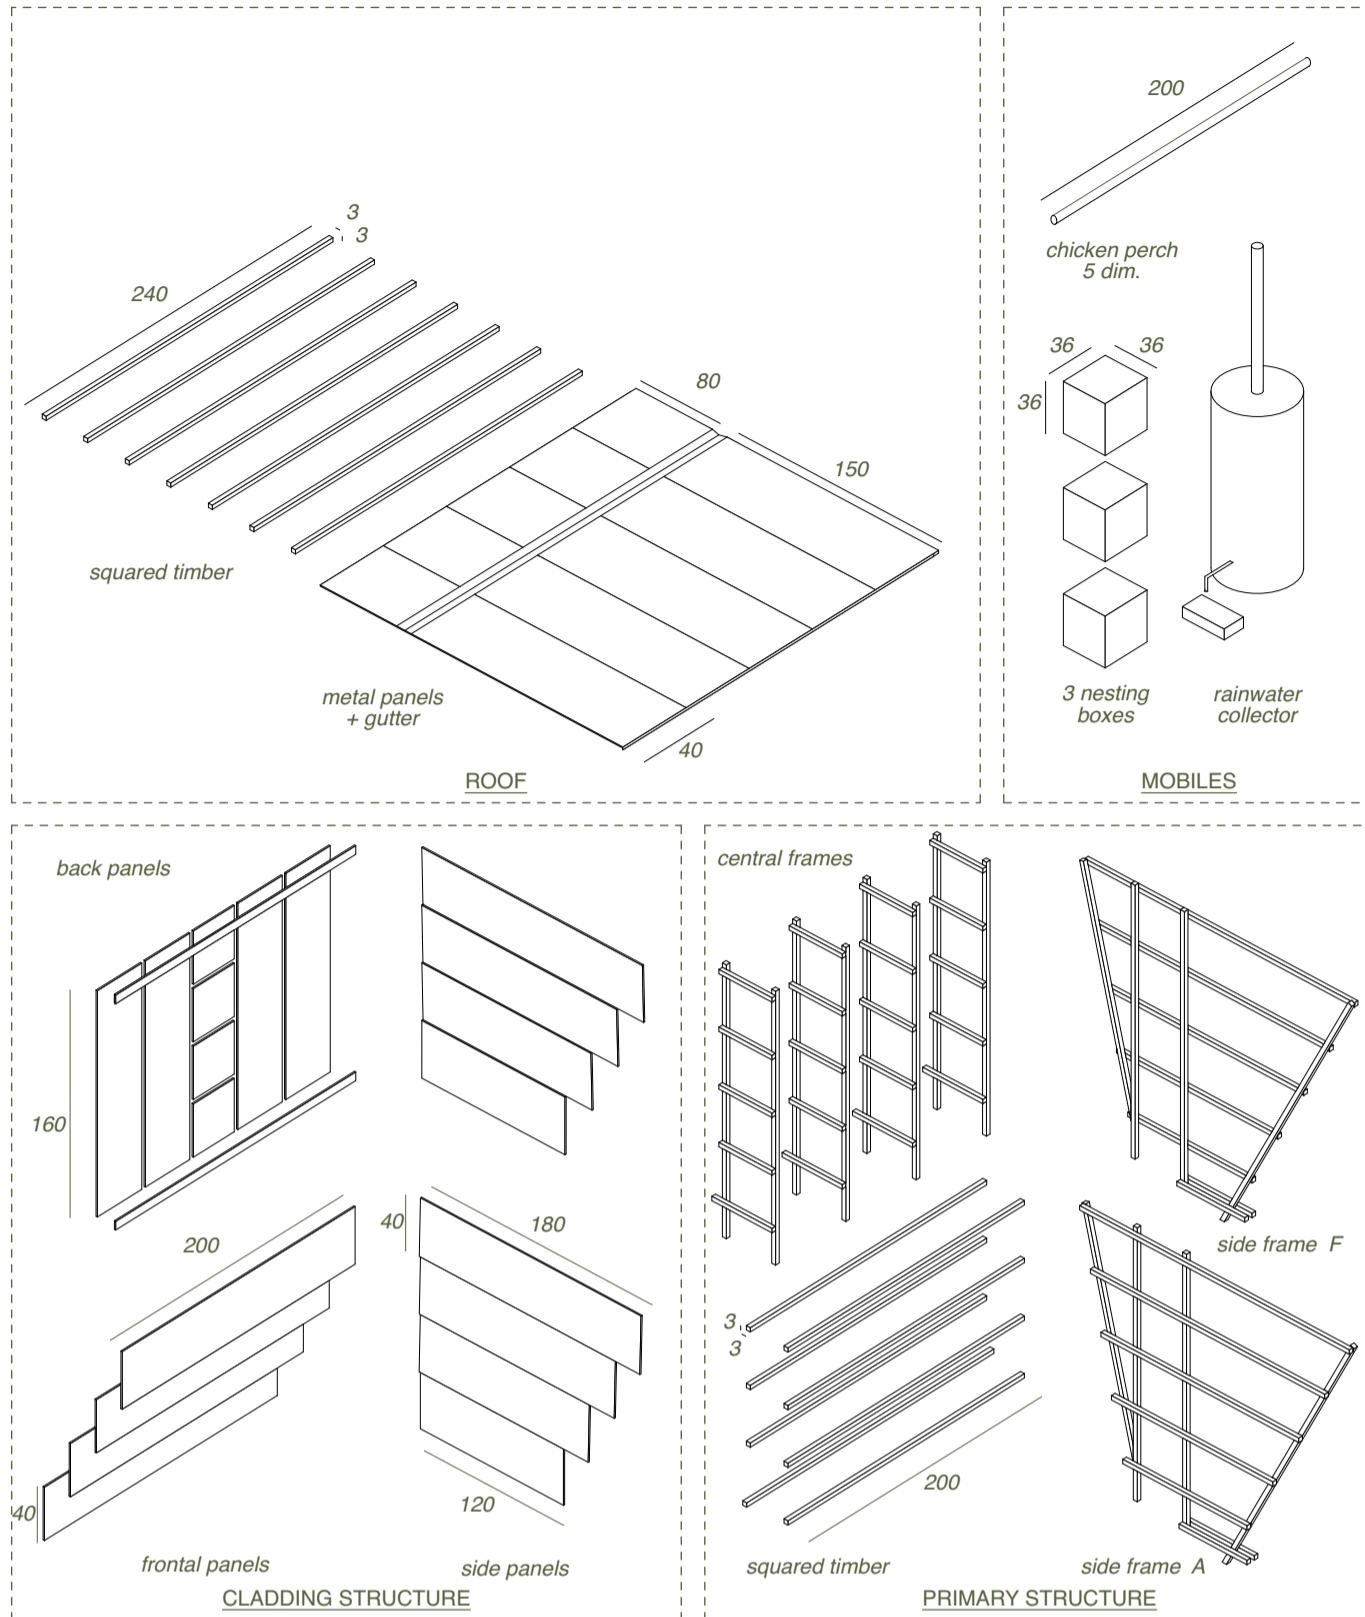 3
3
240
squared timber
80
150
metal panels
+ gutter
40
ROOF
200
chicken perch
5 dim.
36
36
36
3 nesting
boxes
rainwater
collector
MOBILES
back panels
160
200
40
180
40
120
frontal panels
side panels
CLADDING STRUCTURE
central frames
side frame F
3
3
200
squared timber
side frame A
PRIMARY STRUCTURE